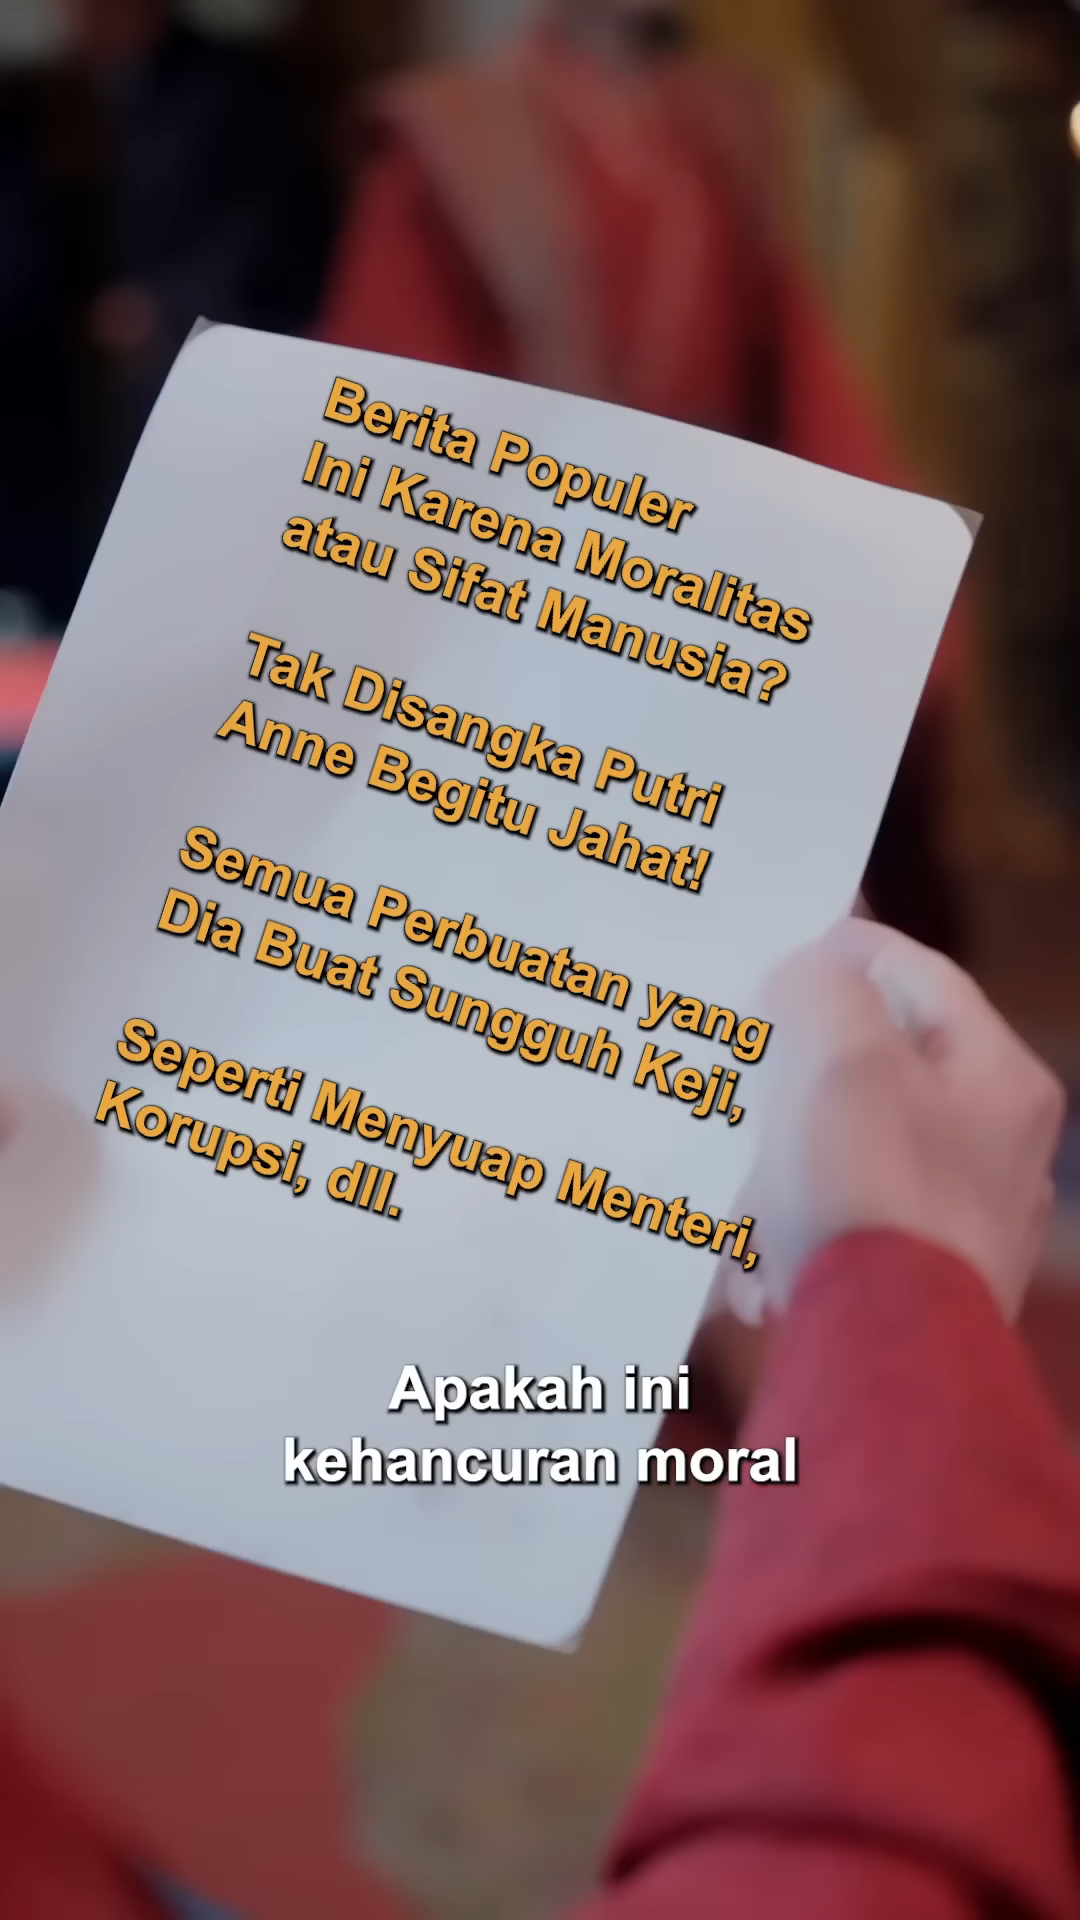 Berita Populer
Ini Karena Moralitas
atau Sifat Manusia?
Tak Disangka Putri
Anne Begitu Jahat!
Semua Perbuatan yang
Dia Buat Sungguh Keji,
Seperti Menyuap Menteri,
Korupsi, dll.
Apakah ini
kehancuran moral